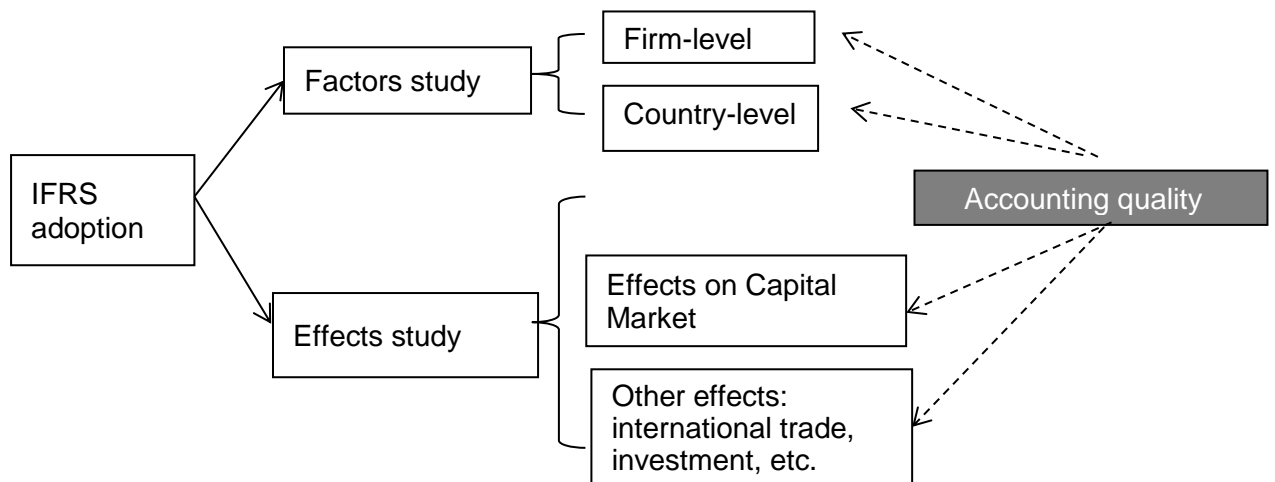 Firm-level
Factors study
Country-level
IFRS
adoption
Accounting quality
Effects on Capital
Market
Effects study
Other effects:
international trade,
investment, etc.